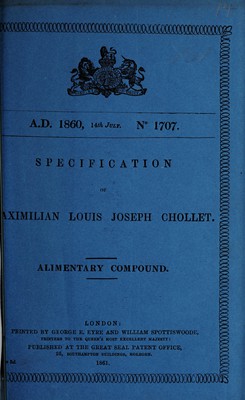 A.D. 1860, 14th JULY. No 1707.
SPECIFICATION
OF
AXIMILIAN LOUIS JOSEPH CHOLLET.
ALIMENTARY COMPOUND.
LONDON:
PRINTED BY GEORGE E. EYRE AND WILLIAM SPOTTISWOODE,
PRINTERS TO THE QUEEN'S MOST EXCELLENT MAJESTY:
PUBLISHED AT THE GREAT SEAL PATENT OFFICE,
25, SOUTHAMPTON BUILDINGS, HOLBORN.
1861.